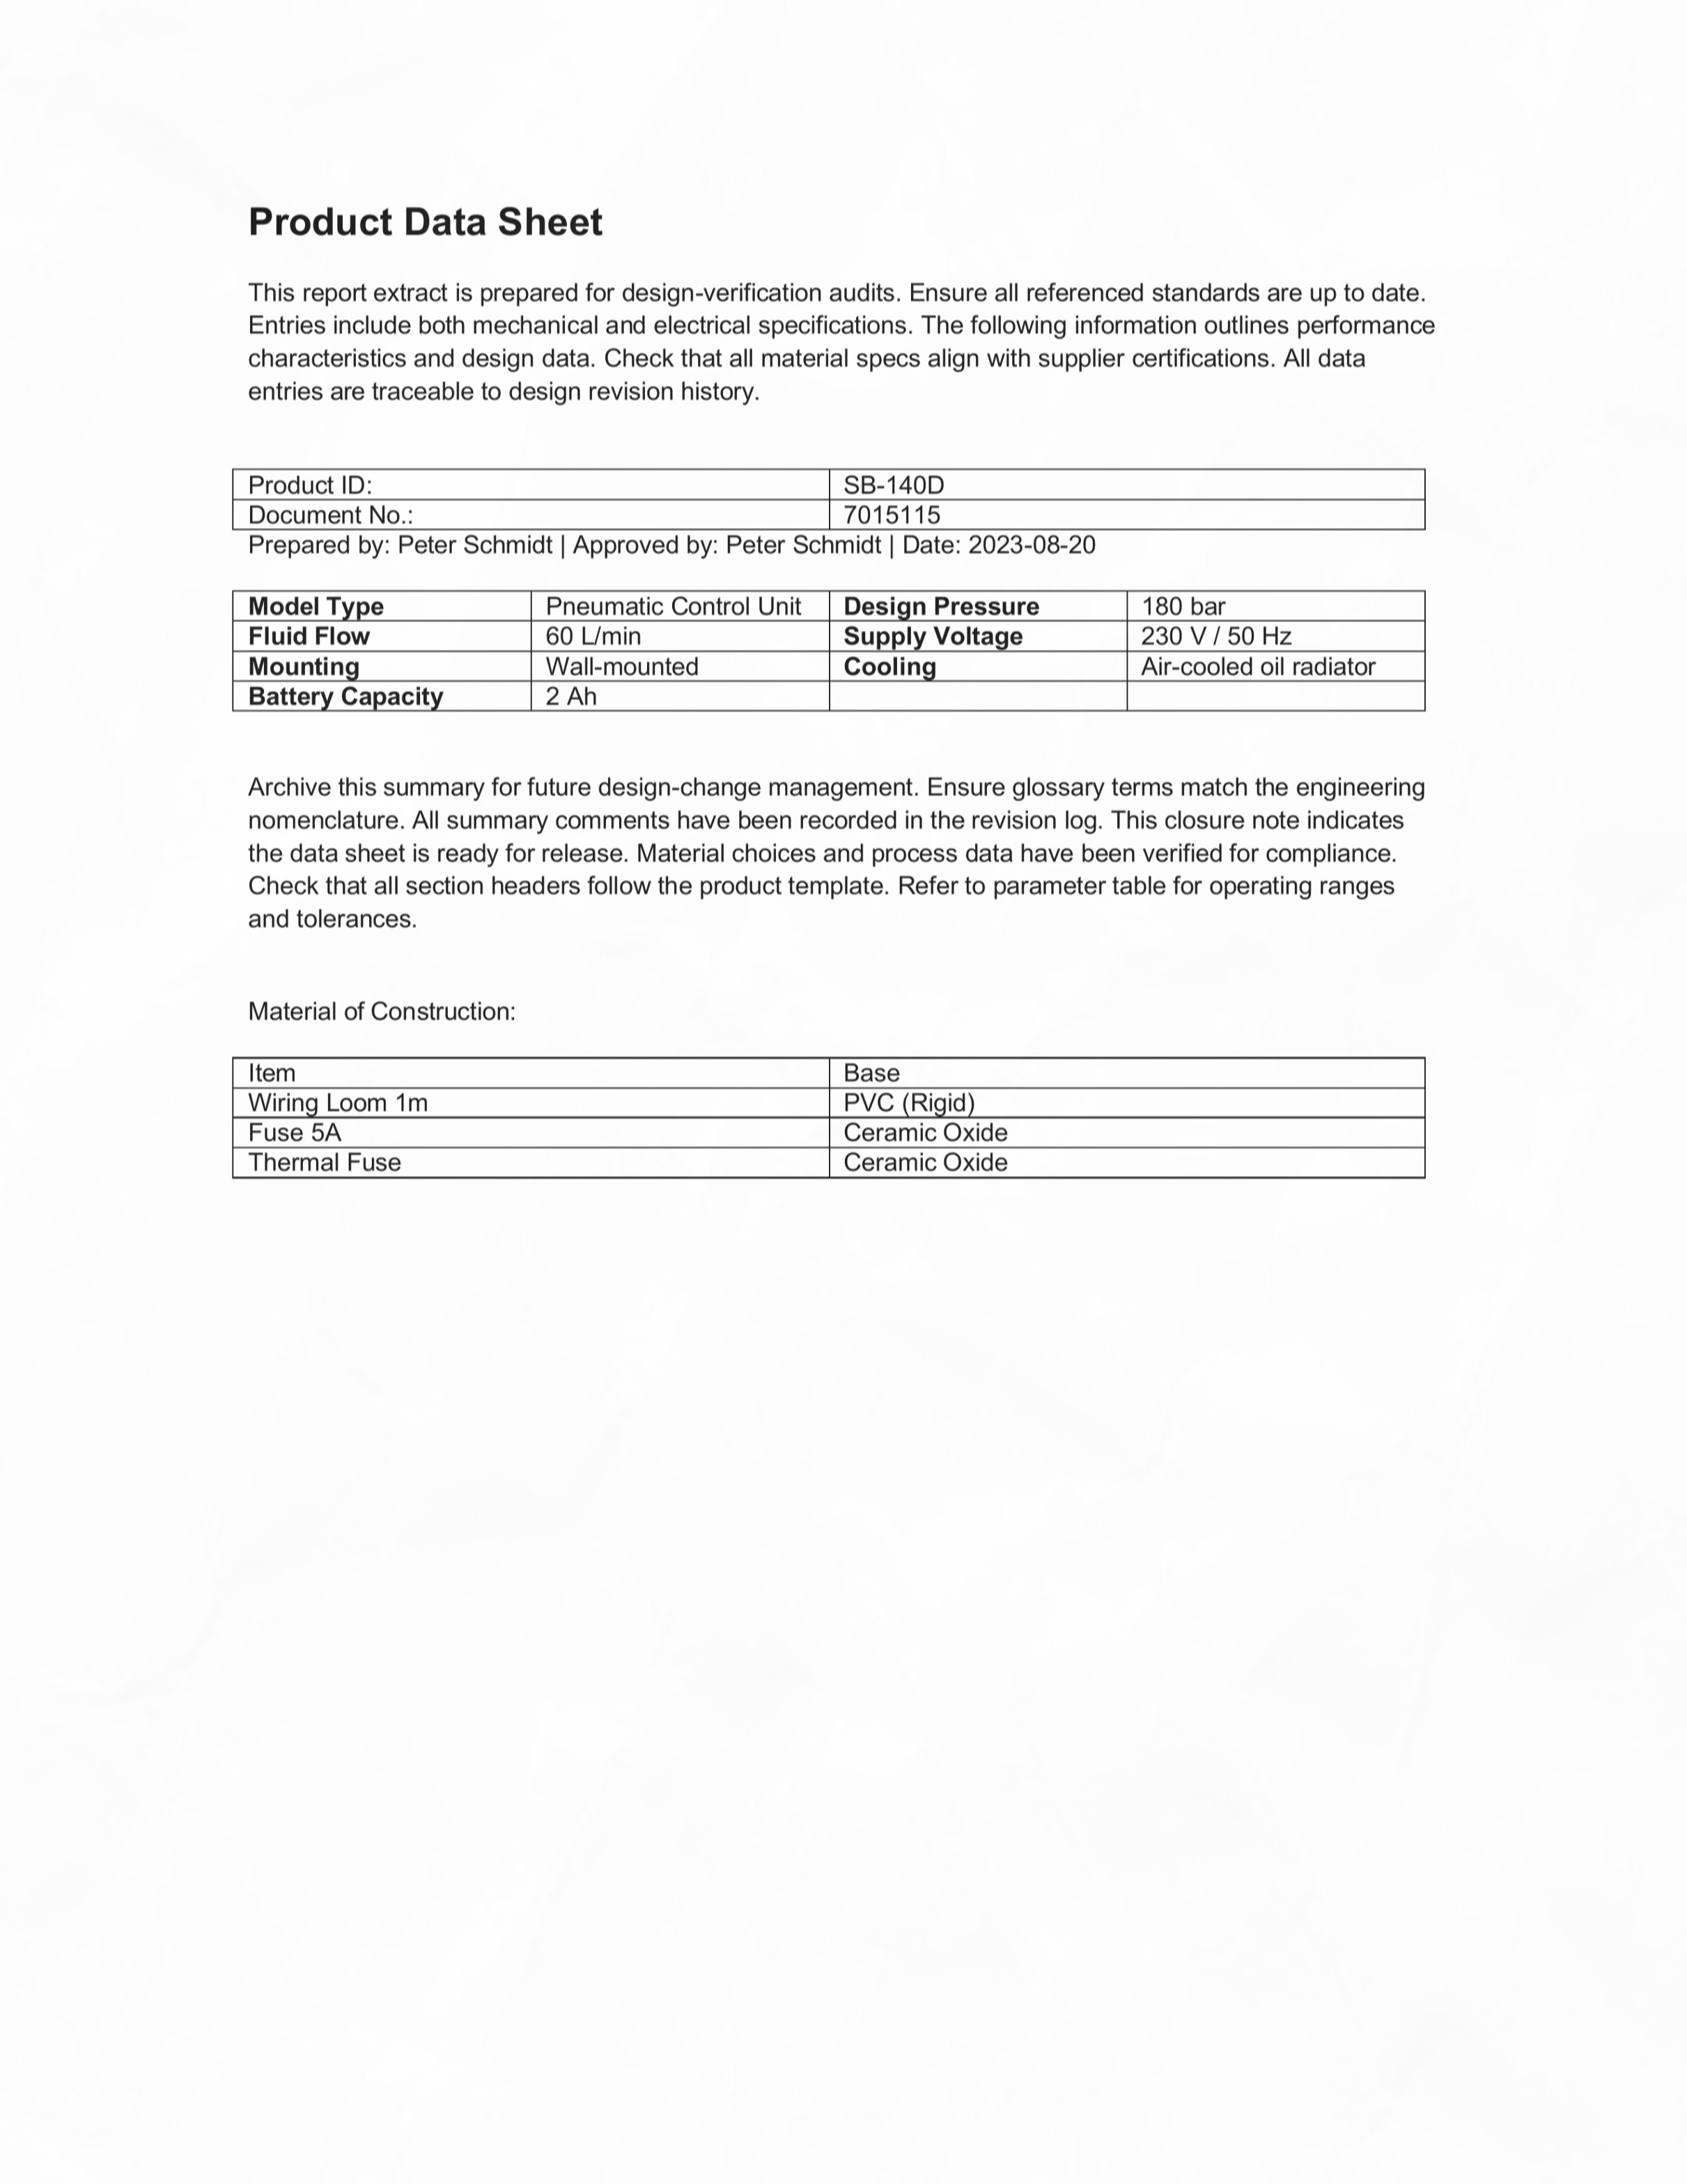 Product Data Sheet
This report extract is prepared for design-verification audits. Ensure all referenced standards are up to date.
Entries include both mechanical and electrical specifications. The following information outlines performance
characteristics and design data. Check that all material specs align with supplier certifications. All data
entries are traceable to design revision history.
Product ID: SB-140D
Document No.: 7015115
Prepared by: Peter Schmidt | Approved by: Peter Schmidt | Date: 2023-08-20
Model Type Pneumatic Control Unit Design Pressure 180 bar
Fluid Flow 60 L/min Supply Voltage 230 V / 50 Hz
Mounting Wall-mounted Cooling Air-cooled oil radiator
Battery Capacity 2 Ah
Archive this summary for future design-change management. Ensure glossary terms match the engineering
nomenclature. All summary comments have been recorded in the revision log. This closure note indicates
the data sheet is ready for release. Material choices and process data have been verified for compliance.
Check that all section headers follow the product template. Refer to parameter table for operating ranges
and tolerances.
Material of Construction:
Item Base
Wiring Loom 1m PVC (Rigid)
Fuse 5A Ceramic Oxide
Thermal Fuse Ceramic Oxide